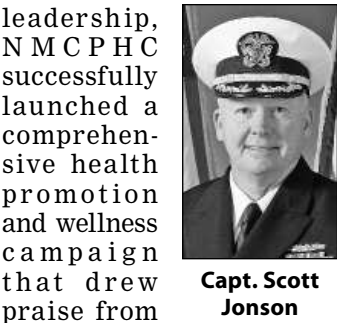 leadership,
NMCPHC
successfully
launched a
comprehen-
sive health
promotion
and wellness
campaign
that drew
praise from
Capt. Scott
Jonson